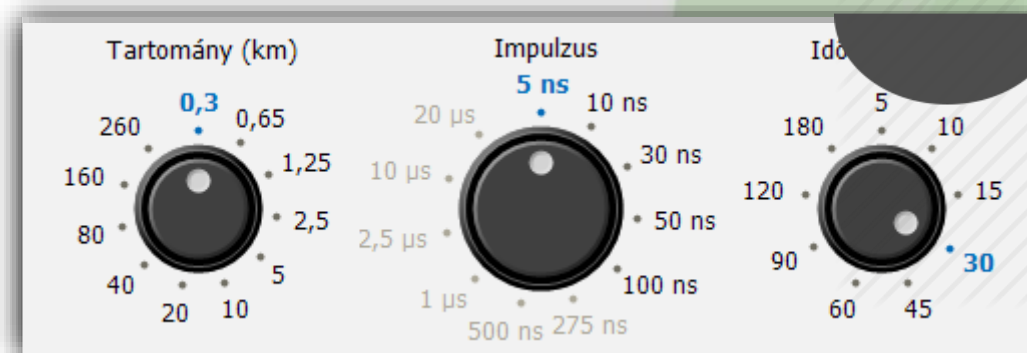 Tartomány (km)
0,3
0,65
1,25
2,5
5
10
20
40
80
160
260
Impulzus
5 ns
10 ns
30 ns
50 ns
100 ns
275 ns
500 ns
1 µs
2,5 µs
10 µs
20 µs
5
10
15
30
45
60
90
120
180